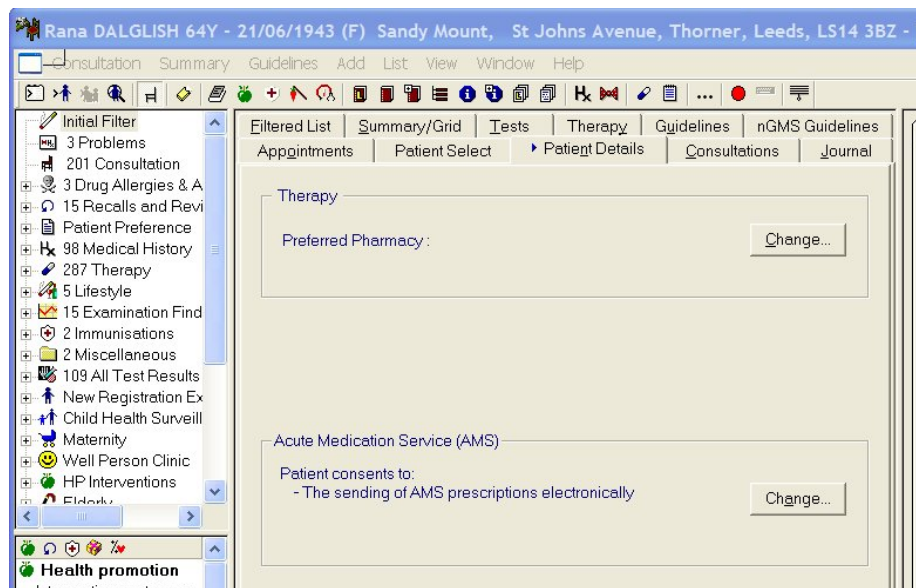 Rana DALGLISH 64Y - 21/06/1943 (F) Sandy Mount, St Johns Avenue, Thorner, Leeds, LS14 3BZ -
Consultation Summary Guidelines Add List View Window Help
Initial Filter
3 Problems
201 Consultation
3 Drug Allergies & A
15 Recalls and Revi
Patient Preference
98 Medical History
287 Therapy
5 Lifestyle
15 Examination Find
2 Immunisations
2 Miscellaneous
109 All Test Results
New Registration Ex
Child Health Surveill
Maternity
Well Person Clinic
HP Interventions
Elderly
Health promotion
Filtered List Summary/Grid Tests Therapy Guidelines nGMS Guidelines
Appointments Patient Select Patient Details Consultations Journal
Therapy
Preferred Pharmacy :
Change...
Acute Medication Service (AMS)
Patient consents to:
- The sending of AMS prescriptions electronically
Change...